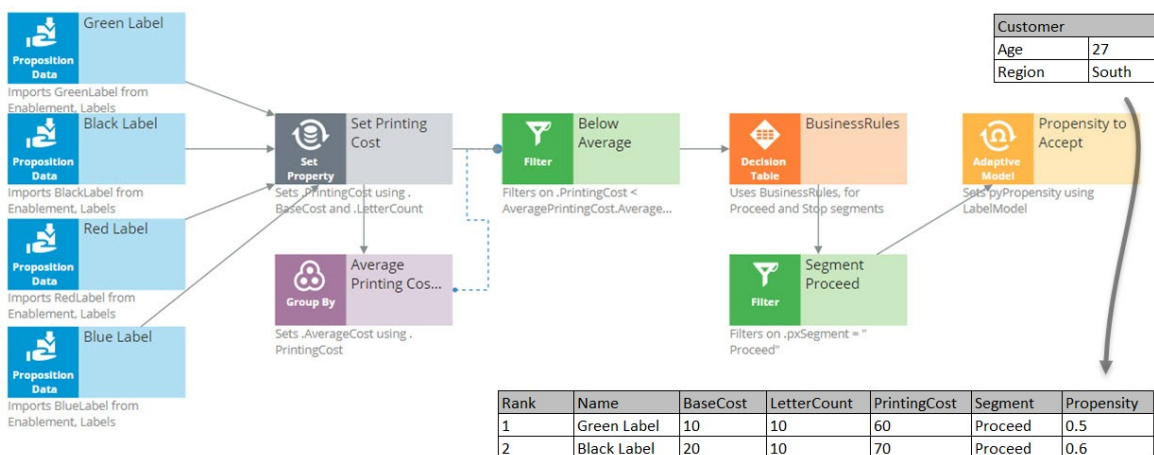 Green Label
Proposition
Data
Imports GreenLabel from
Enablement, Labels
Black Label
Proposition
Data
Imports BlackLabel from
Enablement, Labels
Red Label
Proposition
Data
Imports RedLabel from
Enablement, Labels
Blue Label
Proposition
Data
Imports BlueLabel from
Enablement, Labels
Set Printing
Cost
Set
Property
Sets .PrintingCost using .
BaseCost and .LetterCount
Average
Printing Cos...
Group By
Sets .AverageCost using .
PrintingCost
Below
Average
Filter
Filters on .PrintingCost <
AveragePrintingCost.Average...
BusinessRules
Decision
Table
Uses BusinessRules, for
Proceed and Stop segments
Segment
Proceed
Filter
Filters on .pxSegment = "
Proceed"
Propensity to
Accept
Adaptive
Model
Sets pyPropensity using
LabelModel
Customer
Age 27
Region South
Rank Name BaseCost LetterCount PrintingCost Segment Propensity
1 Green Label 10 10 60 Proceed 0.5
2 Black Label 20 10 70 Proceed 0.6